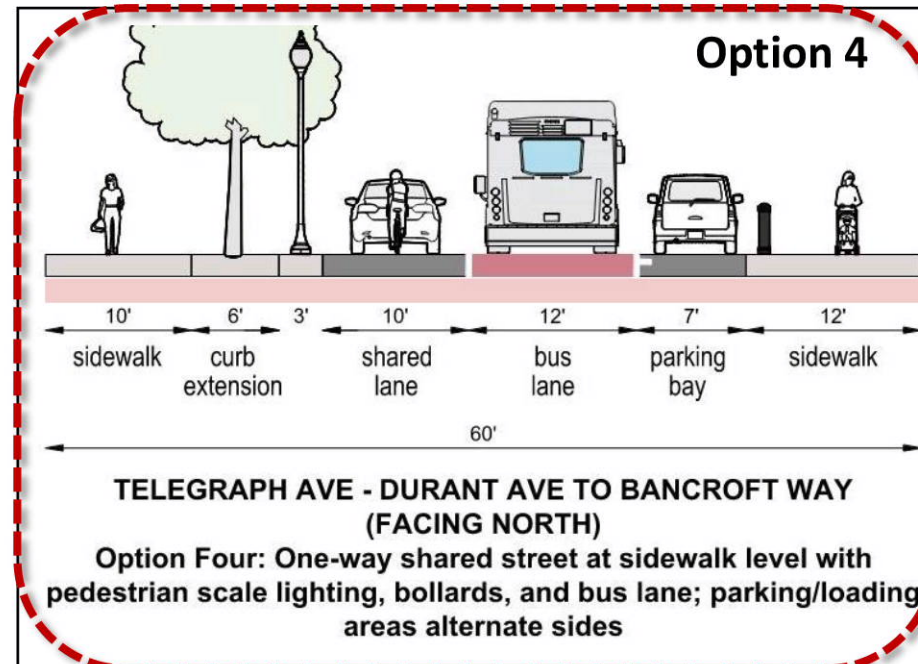 Option 4
10' 6' 3' 10' 12' 7' 12'
sidewalk curb extension shared lane bus lane parking bay sidewalk
60'
TELEGRAPH AVE - DURANT AVE TO BANCROFT WAY
(FACING NORTH)
Option Four: One-way shared street at sidewalk level with
pedestrian scale lighting, bollards, and bus lane; parking/loading
areas alternate sides